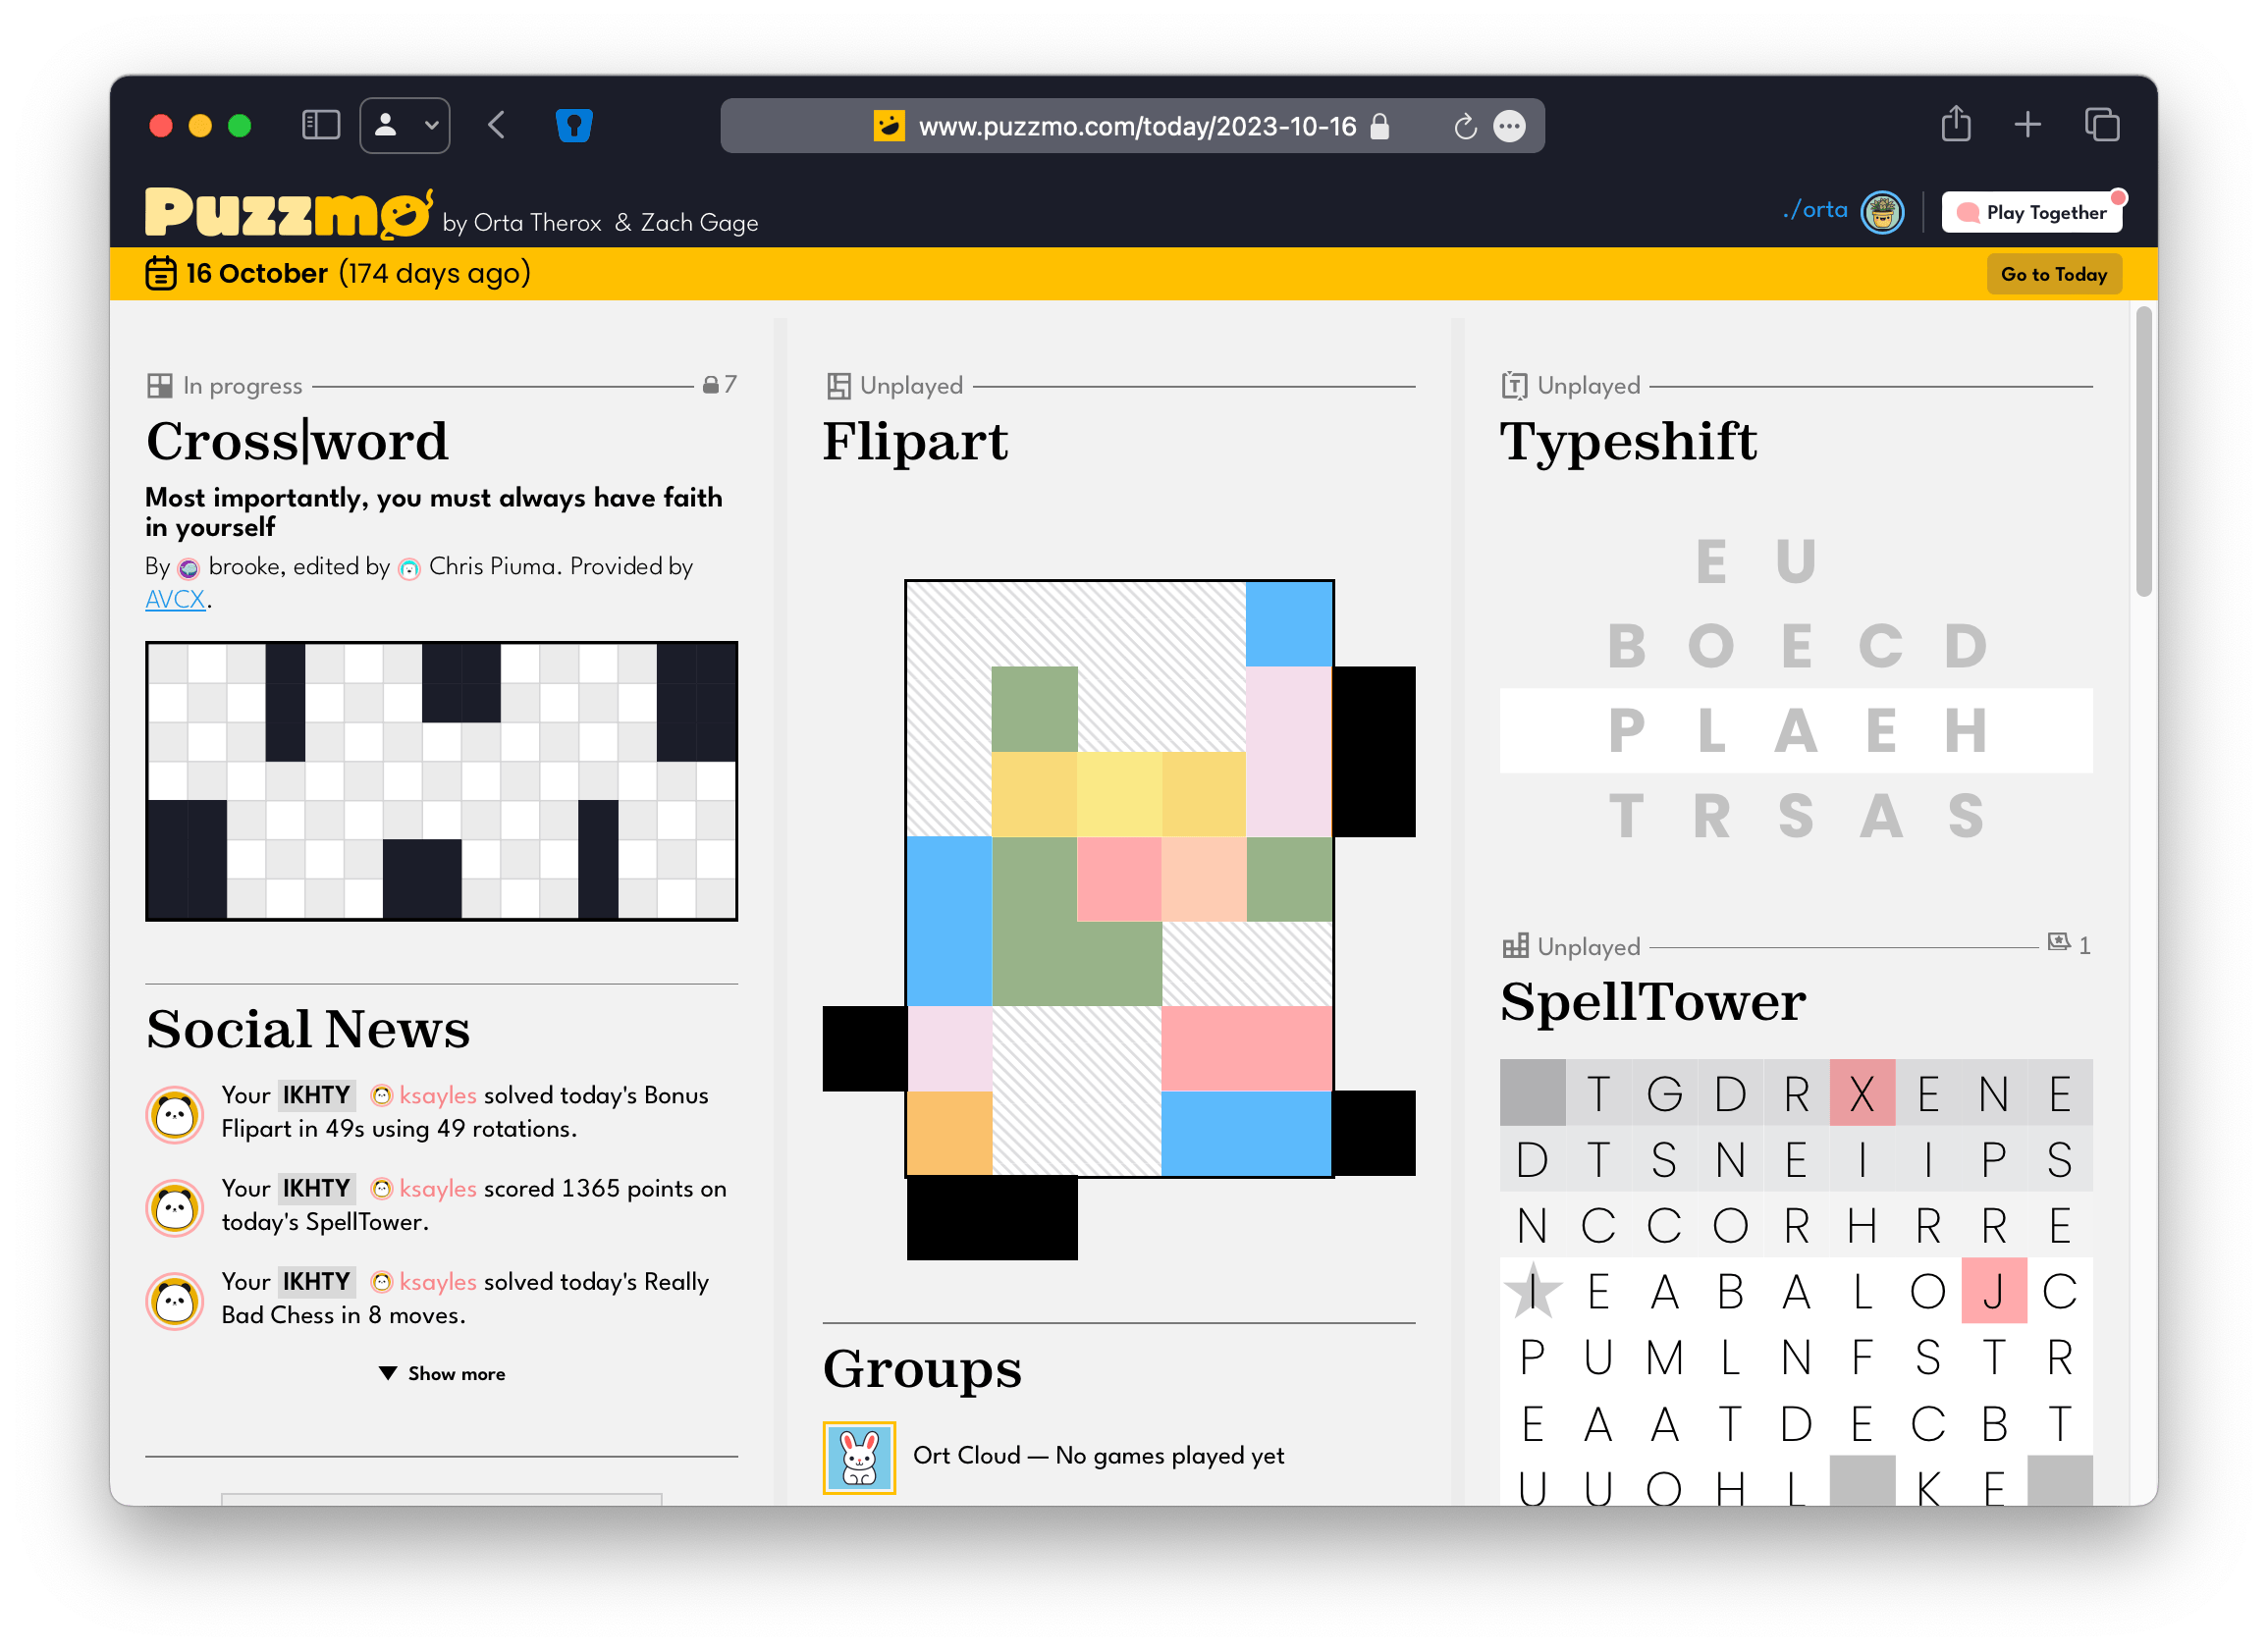 www.puzzmo.com/today/2023-10-16
Puzzmo by Orta Therox & Zach Gage
./orta
Play Together
16 October (174 days ago)
Go to Today
In progress
7
Cross|word
Most importantly, you must always have faith
in yourself
By brooke, edited by Chris Piuma. Provided by
AVCX.
Social News
Your IKHTY ksayles solved today's Bonus
Flipart in 49s using 49 rotations.
Your IKHTY ksayles scored 1365 points on
today's SpellTower.
Your IKHTY ksayles solved today's Really
Bad Chess in 8 moves.
Show more
Unplayed
Flipart
Groups
Ort Cloud — No games played yet
Unplayed
Typeshift
E U
B O E C D
P L A E H
T R S A S
Unplayed
1
SpellTower
T G D R X E N E
D T S N E I I P S
N C C O R H R R E
I E A B A L O J C
P U M L N F S T R
E A A T D E C B T
U U O H L K E